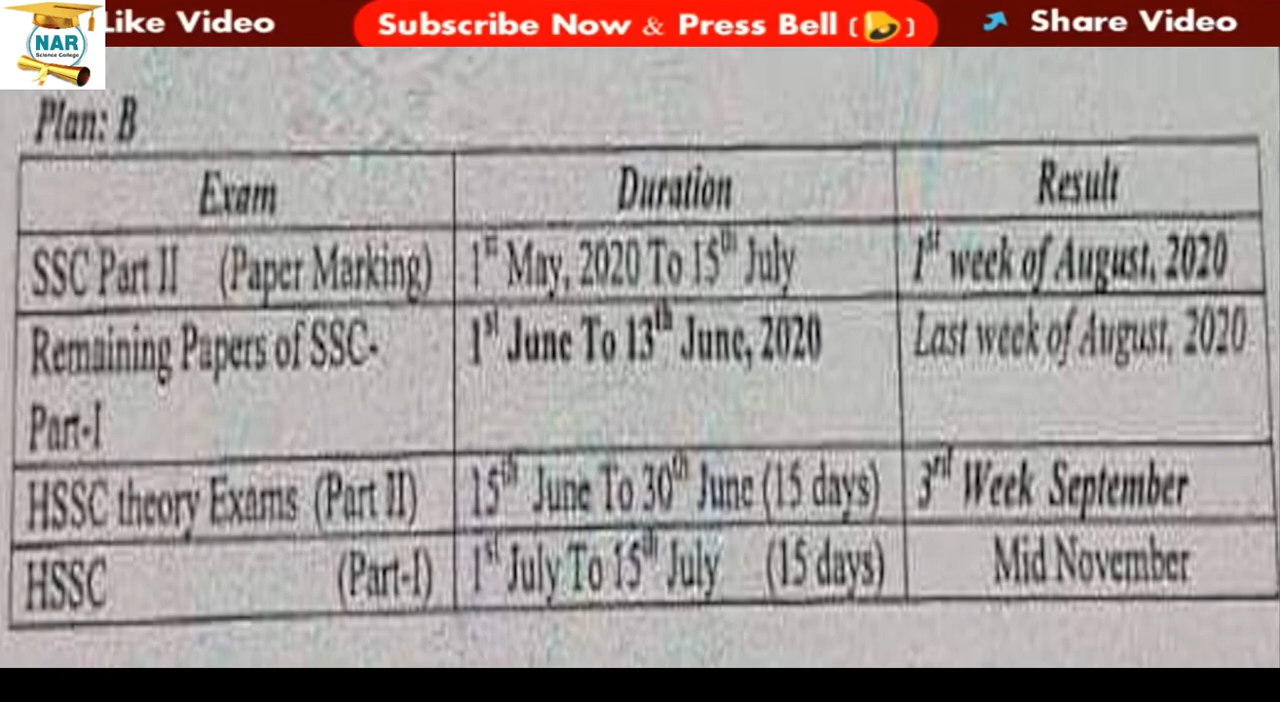 Like Video
Subscribe Now & Press Bell ( )
Share Video
NAR
Science College
Plan: B
Exam Duration Result
SSC Part II (Paper Marking) 1st May, 2020 To 15th July 1st week of August, 2020
Remaining Papers of SSC- 1st June To 13th June, 2020 Last week of August, 2020
Part-I
HSSC theory Exams (Part II) 15th June To 30th June (15 days) 3rd Week September
HSSC (Part-I) 1st July To 15th July (15 days) Mid November